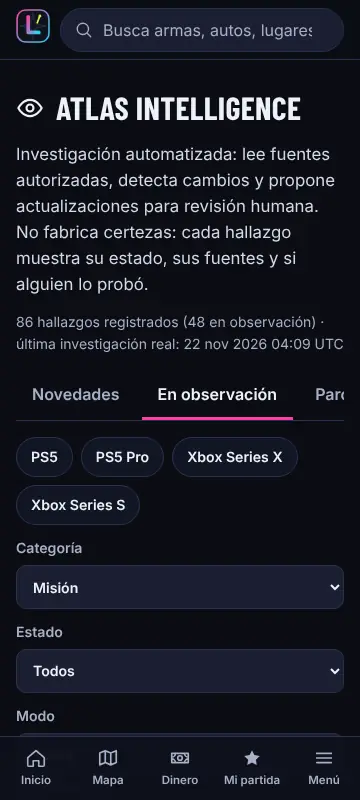 Busca armas, autos, lugares
ATLAS INTELLIGENCE
Investigación automatizada: lee fuentes
autorizadas, detecta cambios y propone
actualizaciones para revisión humana.
No fabrica certezas: cada hallazgo
muestra su estado, sus fuentes y si
alguien lo probó.
86 hallazgos registrados (48 en observación) ·
última investigación real: 22 nov 2026 04:09 UTC
Novedades En observación
PS5 PS5 Pro Xbox Series X
Xbox Series S
Categoría
Misión
Estado
Todos
Modo
Inicio Mapa Dinero Mi partida Menú